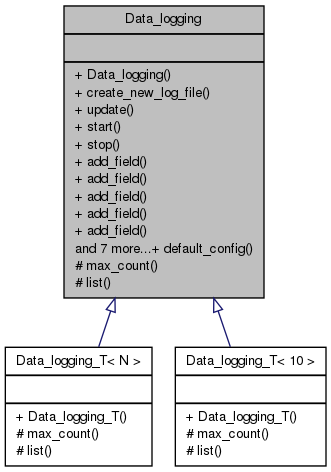 Data_logging
+ Data_logging()
+ create_new_log_file()
+ update()
+ start()
+ stop()
+ add_field()
+ add_field()
+ add_field()
+ add_field()
+ add_field()
and 7 more...+ default_config()
# max_count()
# list()
Data_logging_T< N >
+ Data_logging_T()
# max_count()
# list()
Data_logging_T< 10 >
+ Data_logging_T()
# max_count()
# list()